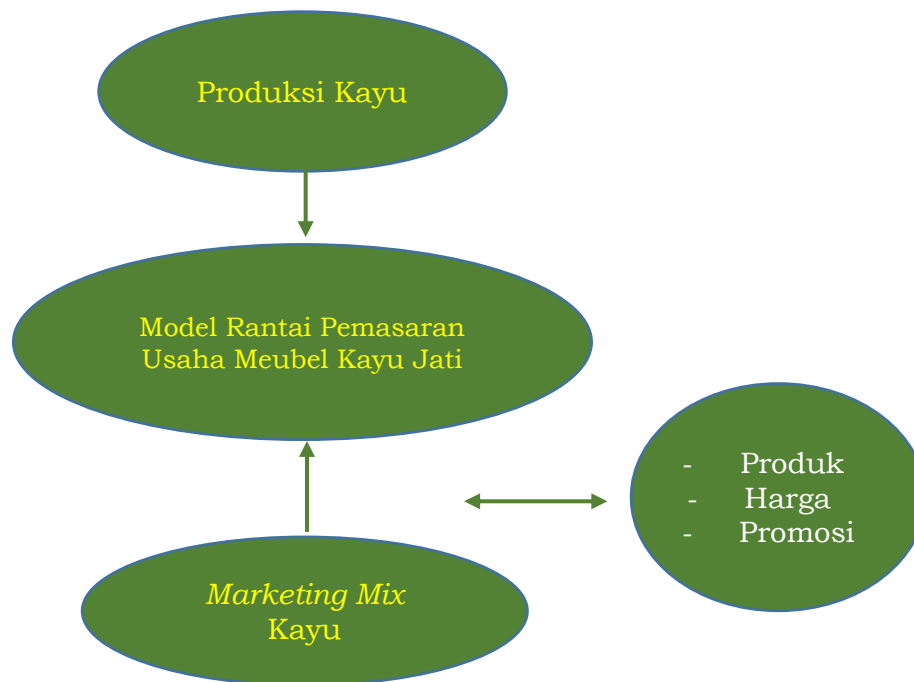 Produksi Kayu
Model Rantai Pemasaran
Usaha Meubel Kayu Jati
- Produk
- Harga
- Promosi
Marketing Mix
Kayu